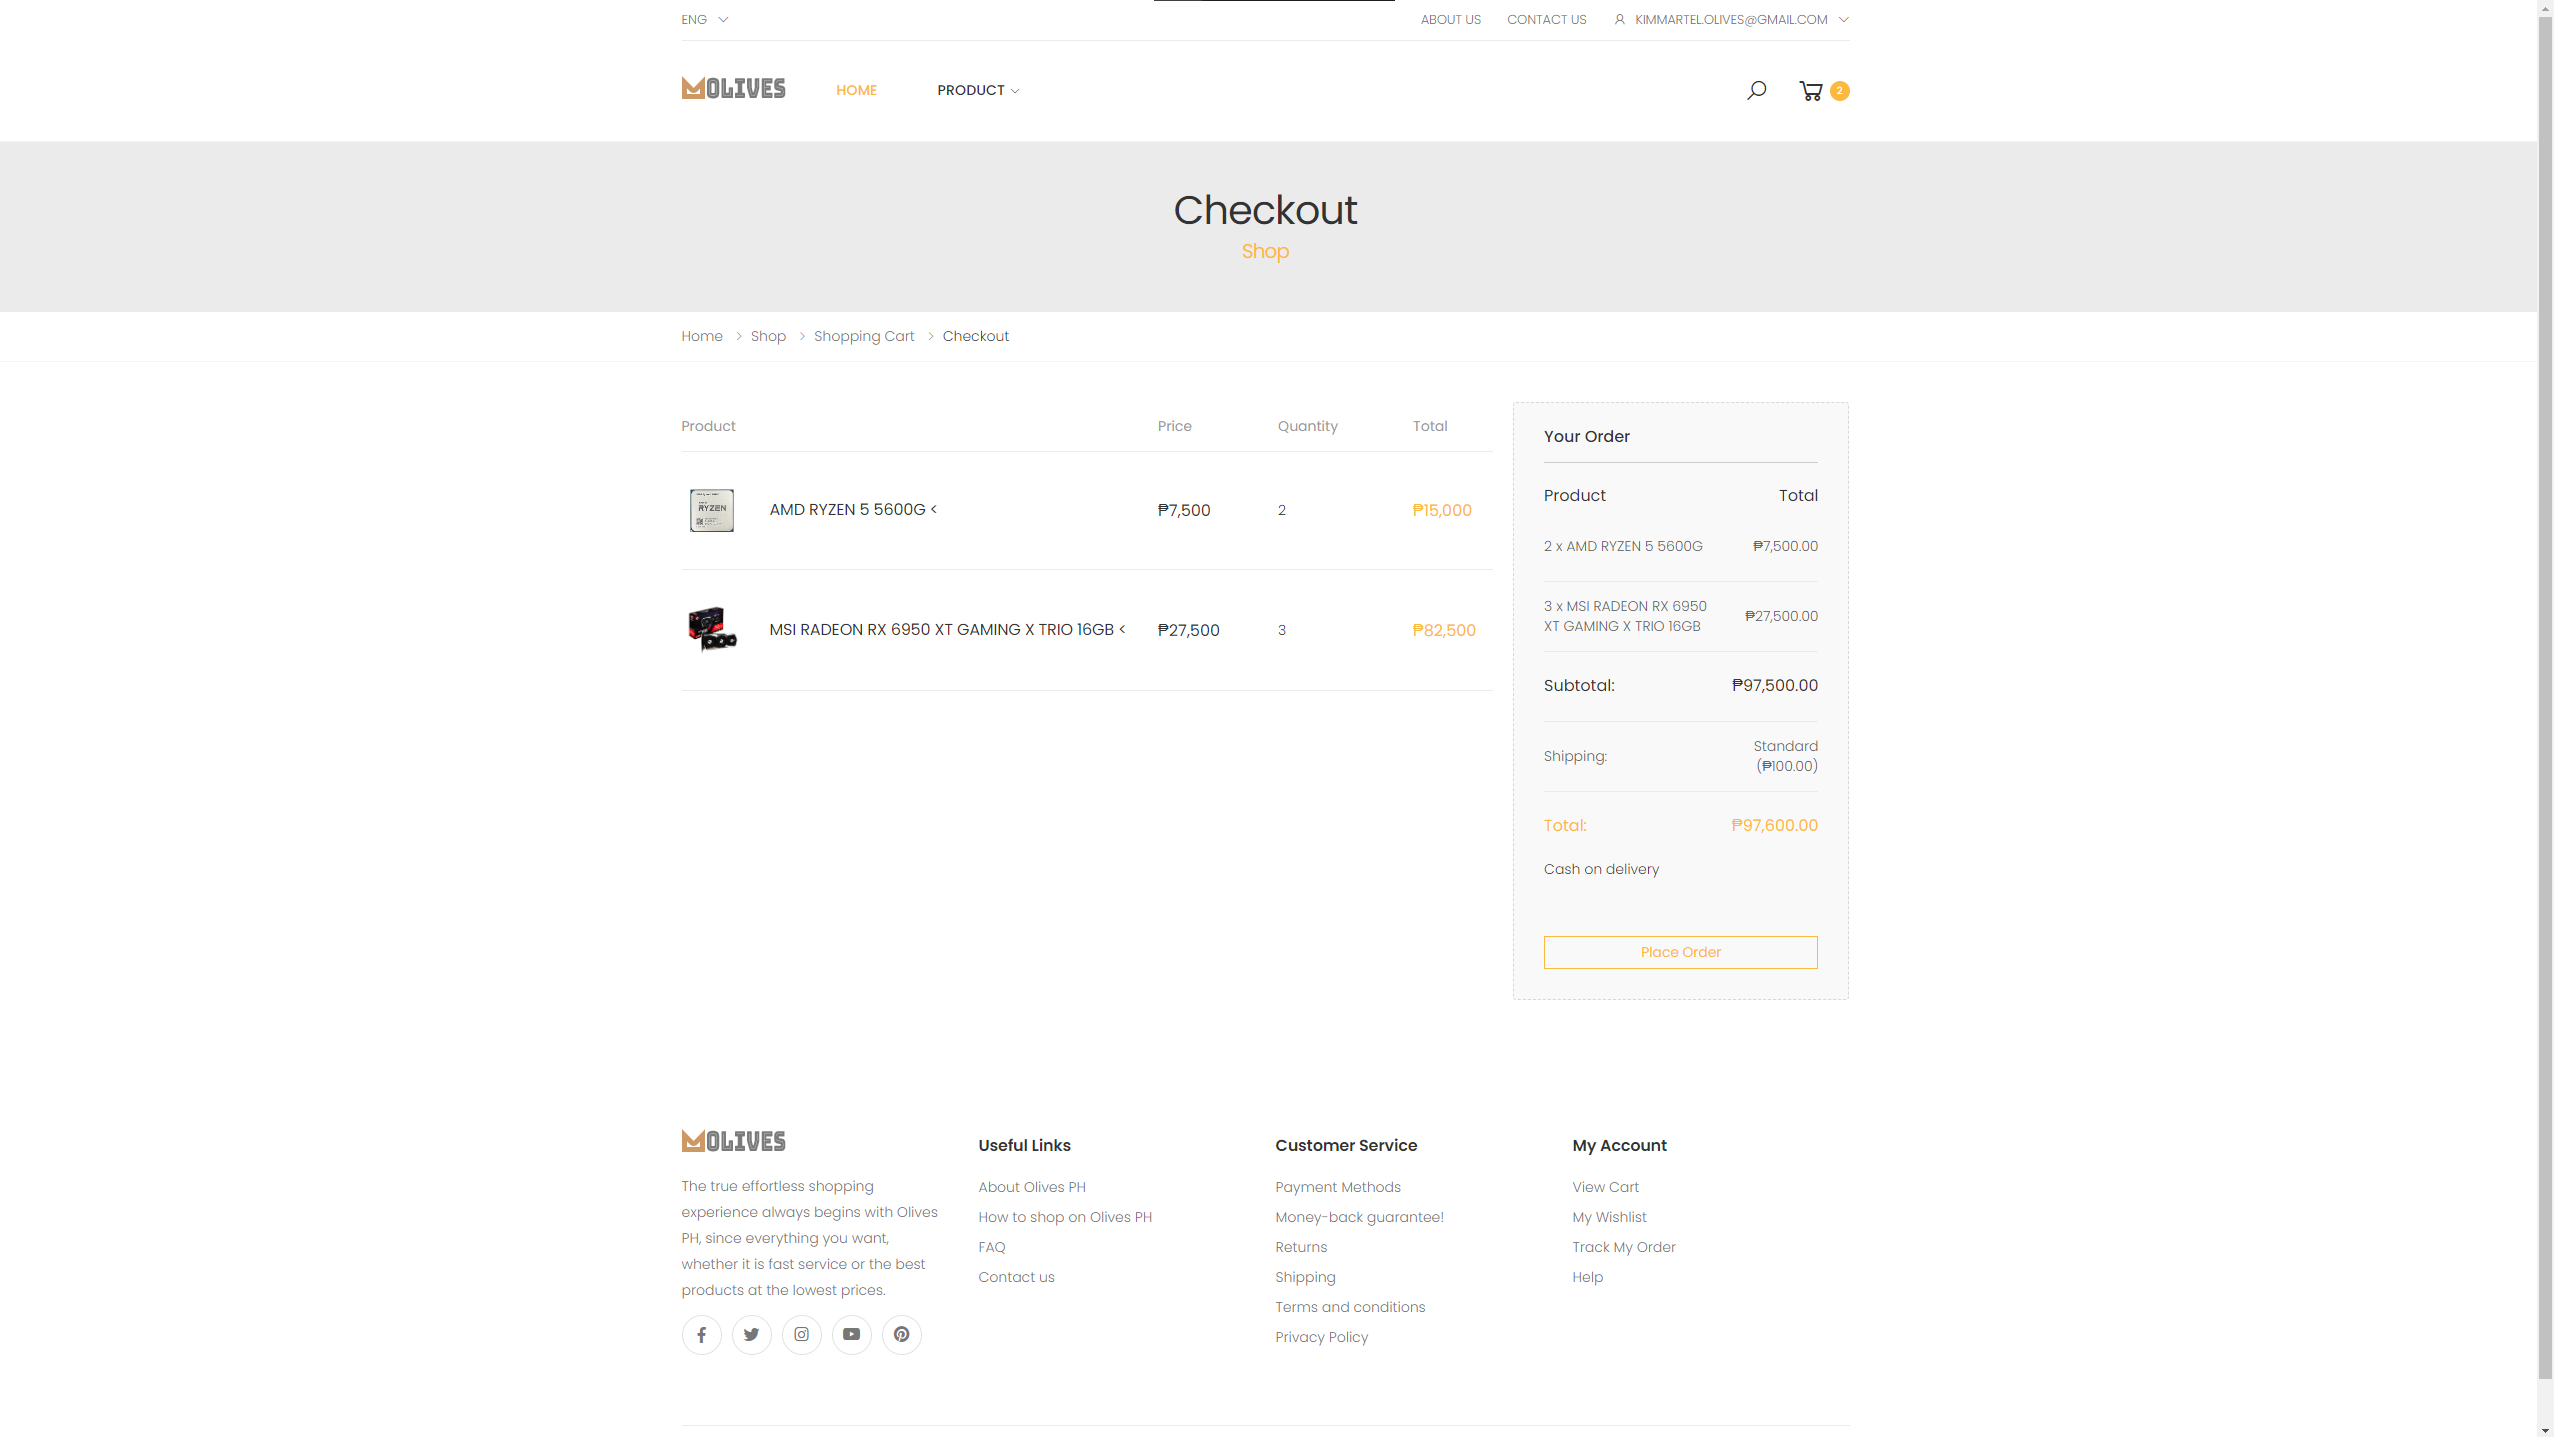 ENG
ABOUT US
CONTACT US
KIMMARTEL.OLIVES@GMAIL.COM
OLIVES
HOME
PRODUCT
2
Checkout
Shop
Home
Shop
Shopping Cart
Checkout
Product Price Quantity Total
RYZEN
AMD RYZEN 5 5600G < ₱7,500 2 ₱15,000
MSI RADEON RX 6950 XT GAMING X TRIO 16GB < ₱27,500 3 ₱82,500
Your Order
Product Total
2 x AMD RYZEN 5 5600G ₱7,500.00
3 x MSI RADEON RX 6950
XT GAMING X TRIO 16GB
₱27,500.00
Subtotal: ₱97,500.00
Shipping:
Standard
(₱100.00)
Total: ₱97,600.00
Cash on delivery
Place Order
OLIVES
The true effortless shopping
experience always begins with Olives
PH, since everything you want,
whether it is fast service or the best
products at the lowest prices.
Useful Links
About Olives PH
How to shop on Olives PH
FAQ
Contact us
Customer Service
Payment Methods
Money-back guarantee!
Returns
Shipping
Terms and conditions
Privacy Policy
My Account
View Cart
My Wishlist
Track My Order
Help